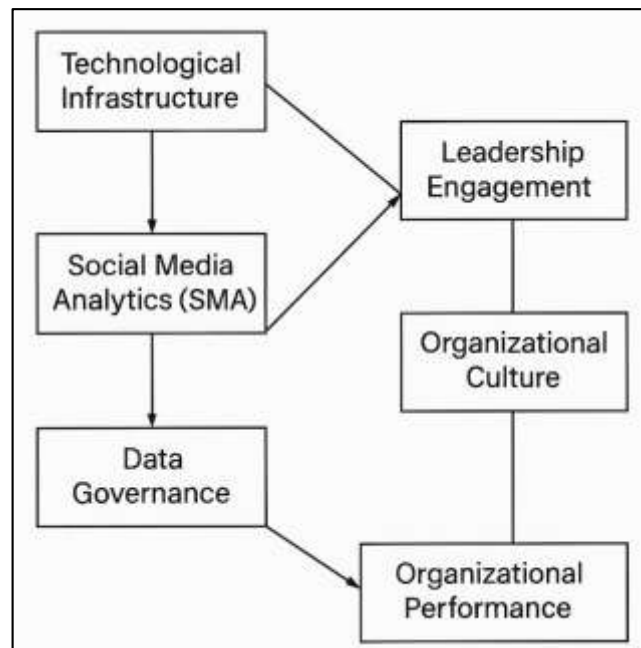 Technological
Infrastructure
Leadership
Engagement
Social Media
Analytics (SMA)
Organizational
Culture
Data
Governance
Organizational
Performance